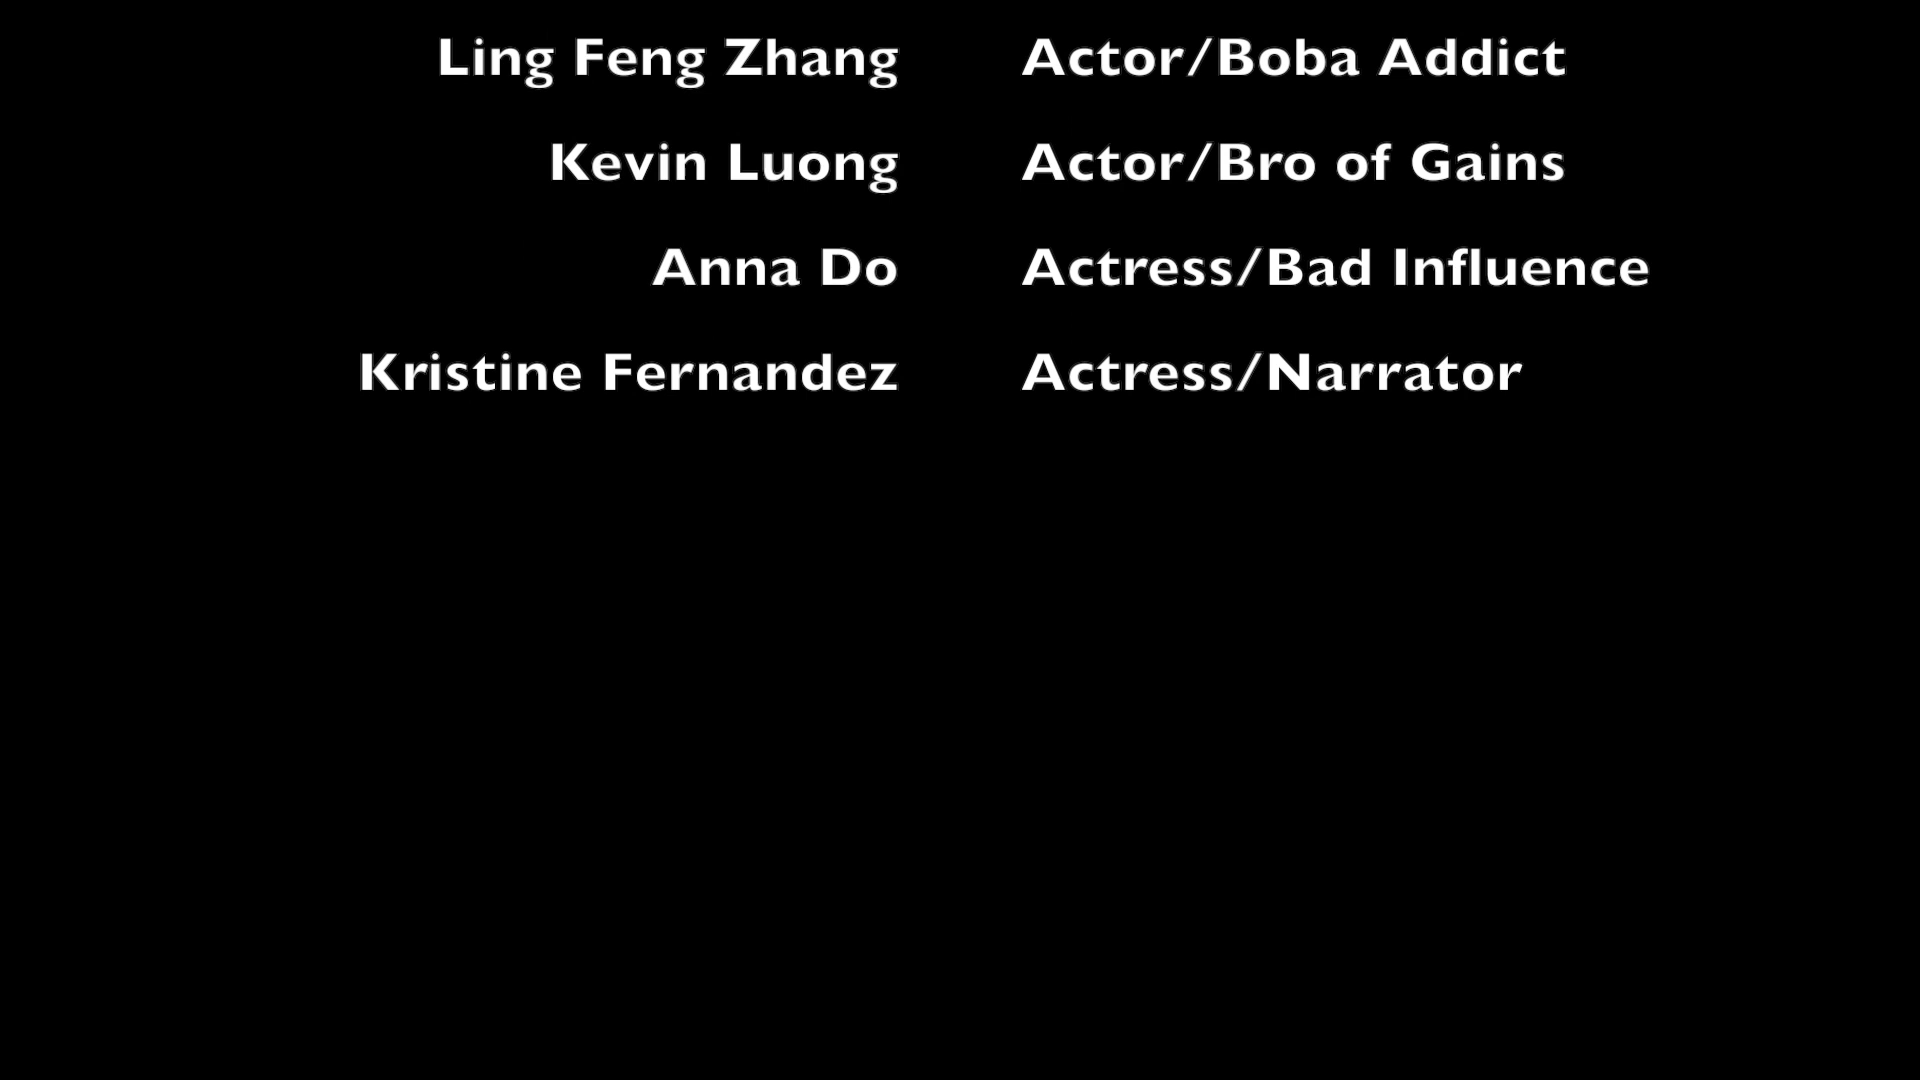 Ling Feng Zhang Actor/Boba Addict
Kevin Luong Actor/Bro of Gains
Anna Do Actress/Bad Influence
Kristine Fernandez Actress/Narrator